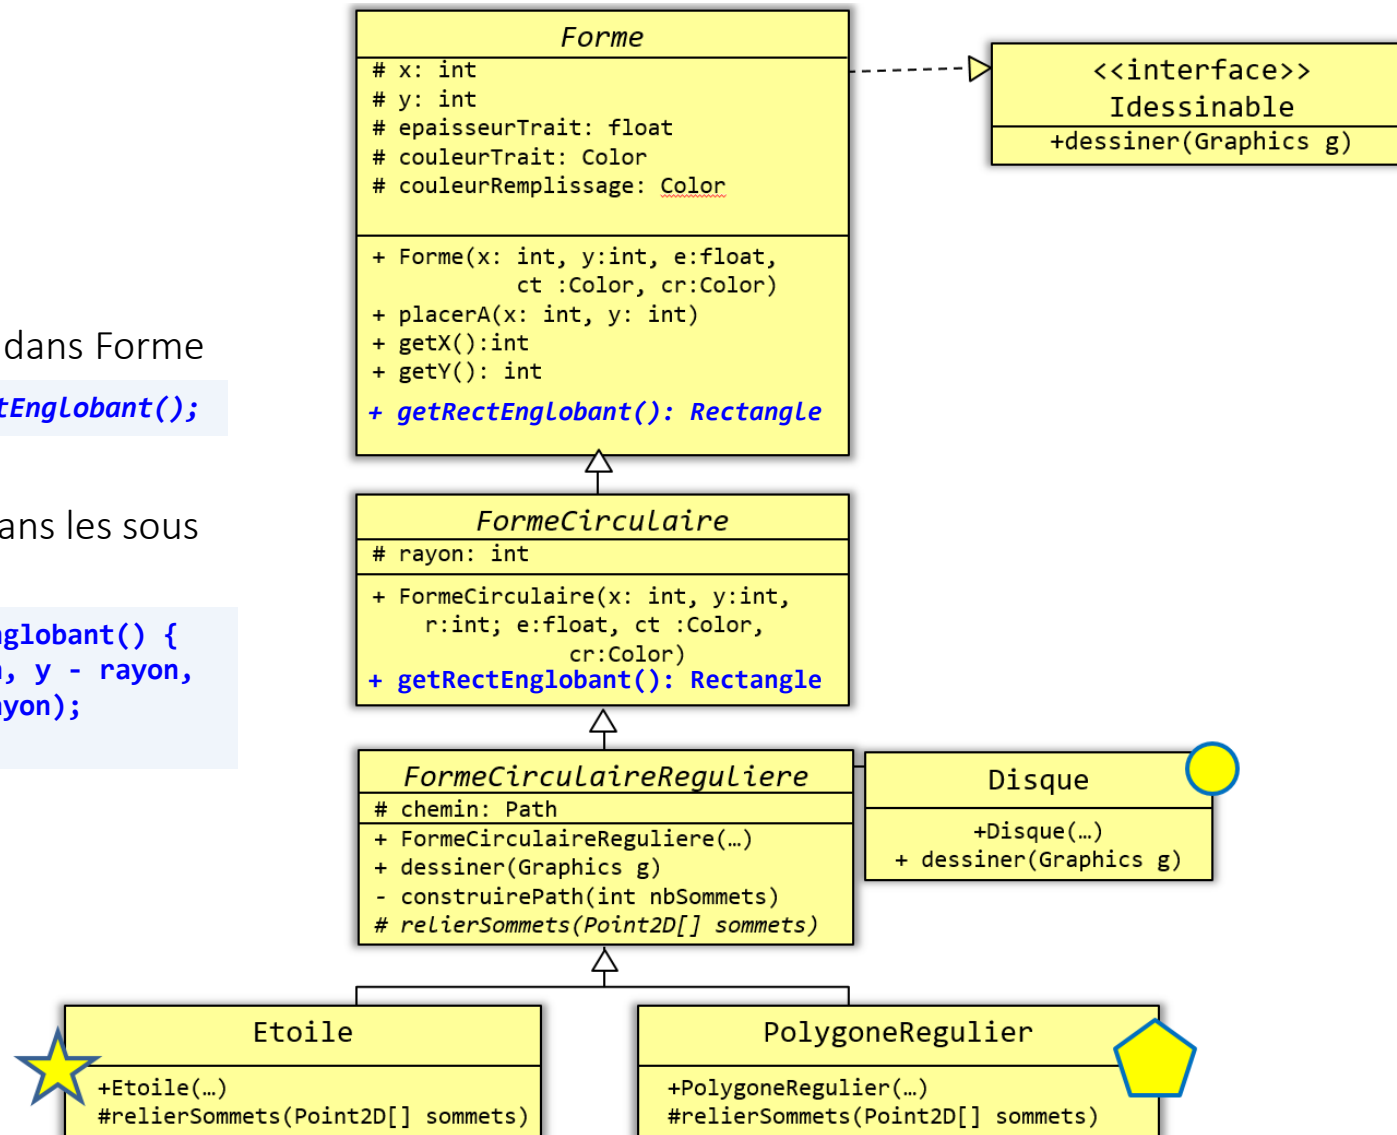 Forme
# x: int
# y: int
# epaisseurTrait: float
# couleurTrait: Color
# couleurRemplissage: Color
+ Forme(x: int, y:int, e:float,
ct :Color, cr:Color)
+ placerA(x: int, y: int)
+ getX():int
+ getY(): int
+ getRectEnglobant(): Rectangle
<<interface>>
Idessinable
+dessiner(Graphics g)
dans Forme
tEnglobant();
ans les sous
nglobant() {
, y - rayon,
yon);
FormeCirculaire
# rayon: int
+ FormeCirculaire(x: int, y:int,
r:int; e:float, ct :Color,
cr:Color)
+ getRectEnglobant(): Rectangle
FormeCirculaireReguliere
# chemin: Path
+ FormeCirculaireReguliere(…)
+ dessiner(Graphics g)
- construirePath(int nbSommets)
# relierSommets(Point2D[] sommets)
Disque
+Disque(…)
+ dessiner(Graphics g)
Etoile
+Etoile(…)
#relierSommets(Point2D[] sommets)
PolygoneRegulier
+PolygoneRegulier(…)
#relierSommets(Point2D[] sommets)